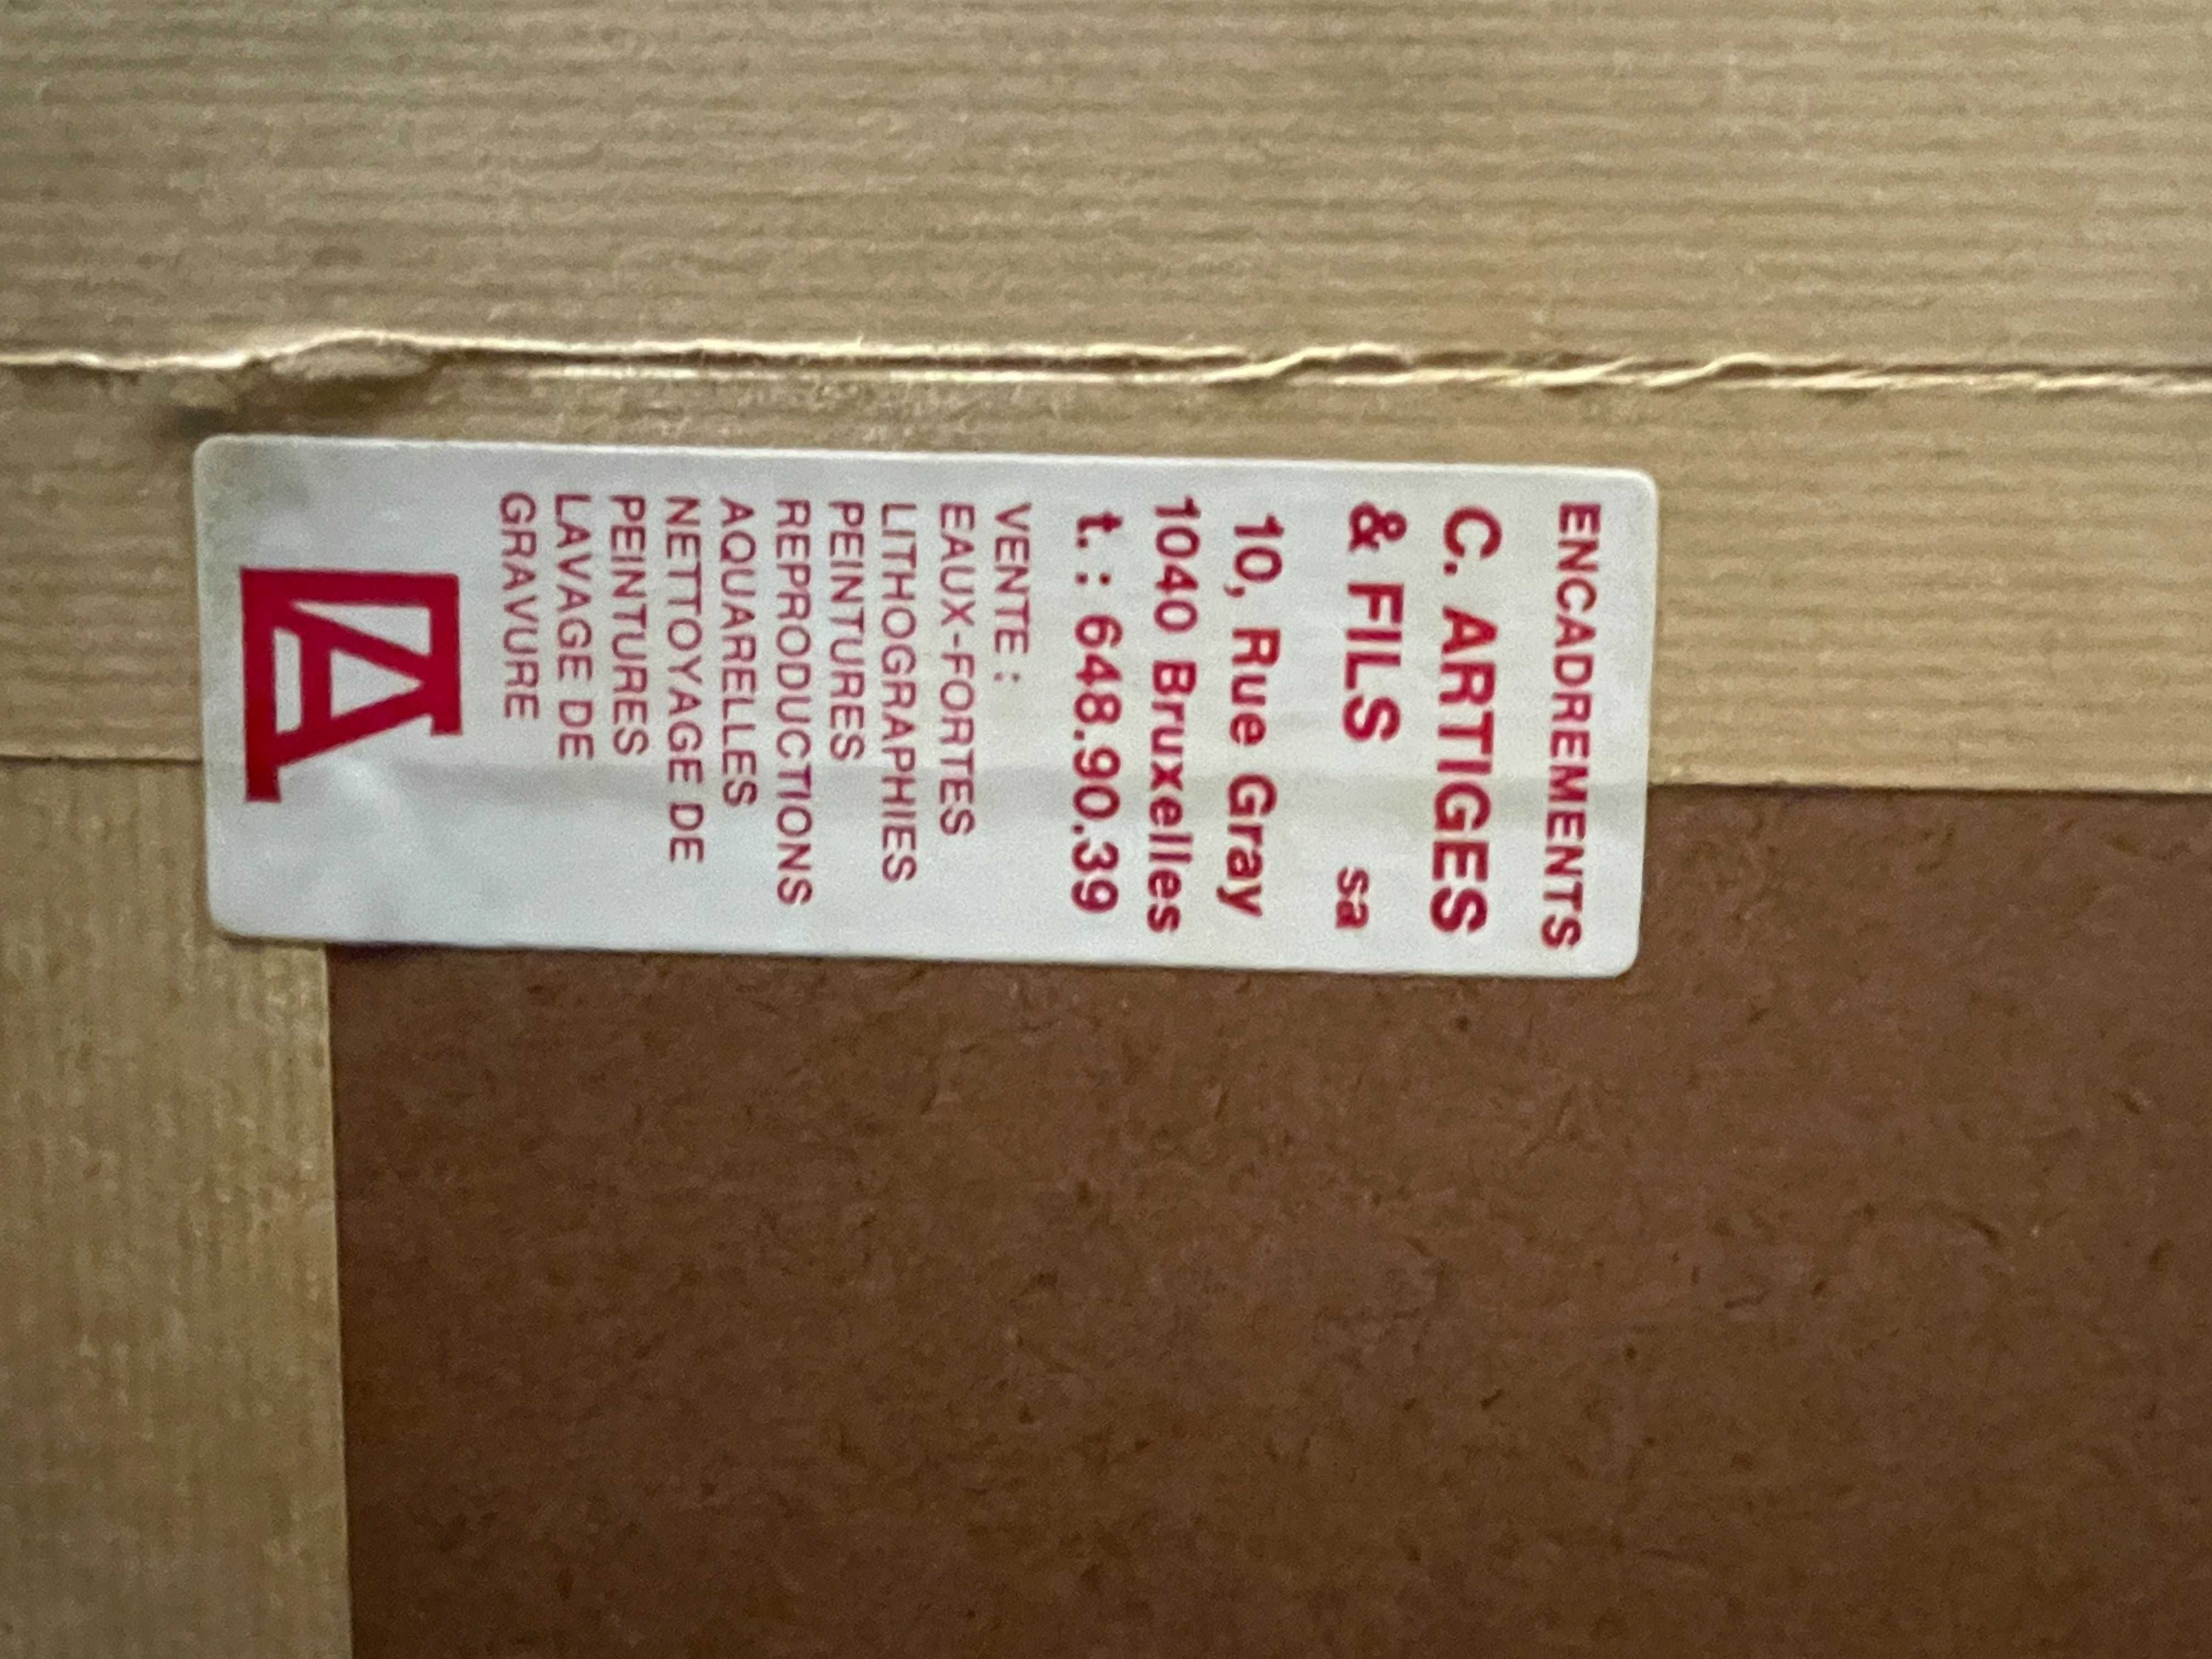 ENCADREMENTS
C. ARTIGES
& FILS sa
10, Rue Gray
1040 Bruxelles
t. : 648.90.39
VENTE :
EAUX-FORTES
LITHOGRAPHIES
PEINTURES
REPRODUCTIONS
AQUARELLES
NETTOYAGE DE
PEINTURES
LAVAGE DE
GRAVURE